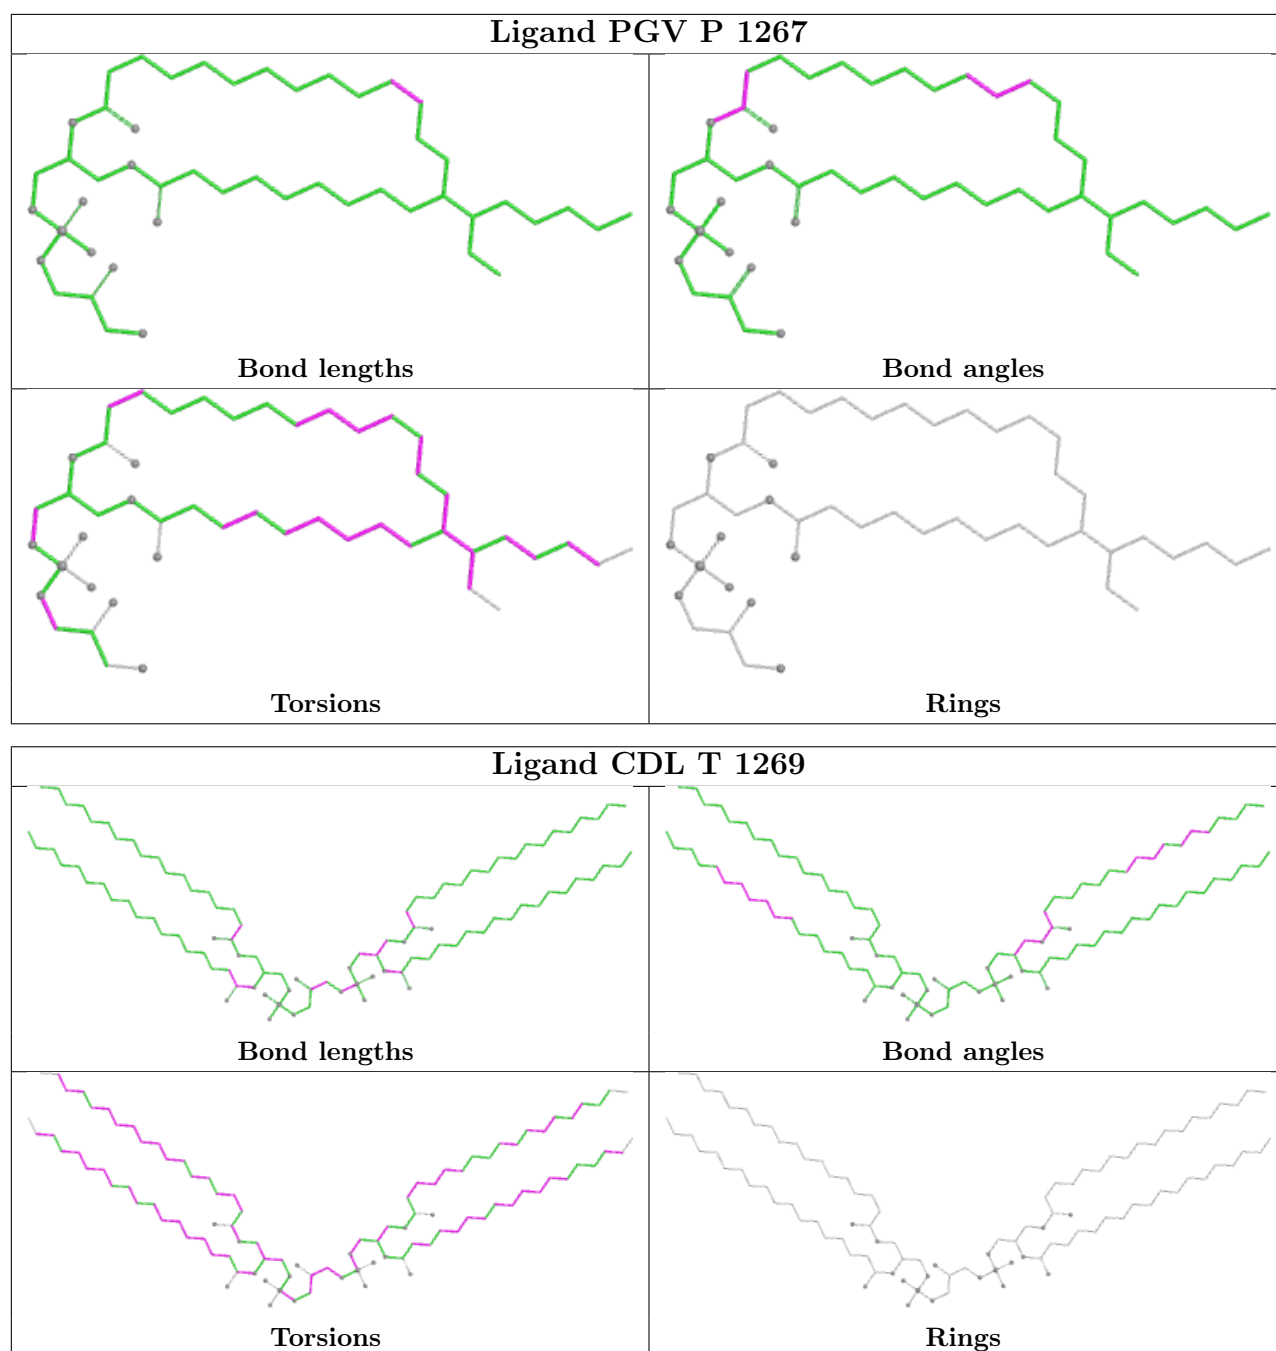 Ligand PGV P 1267
Bond lengths
Bond angles
Torsions
Rings
Ligand CDL T 1269
Bond lengths
Bond angles
Torsions
Rings